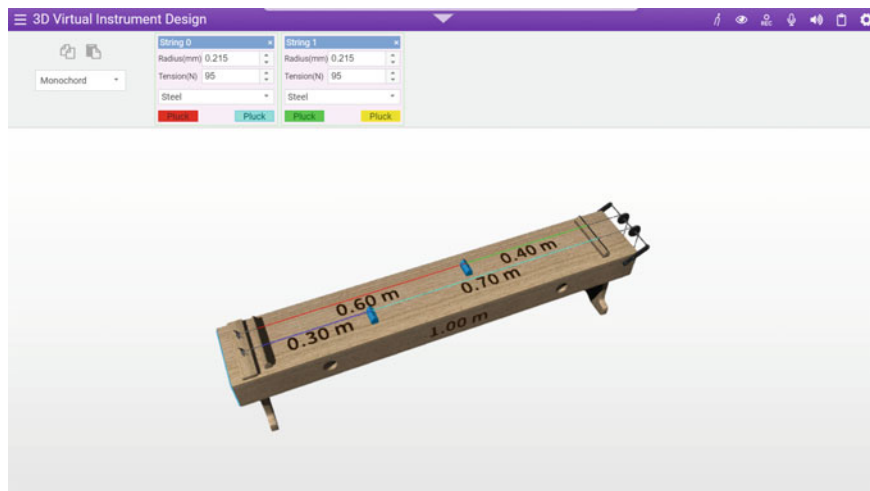 3D Virtual Instrument Design
REC
Monochord
String 0 ×
Radius(mm) 0.215
Tension(N) 95
Steel
Pluck Pluck
String 1 ×
Radius(mm) 0.215
Tension(N) 95
Steel
Pluck Pluck
0.60 m 0.40 m
0.30 m 0.70 m
1.00 m